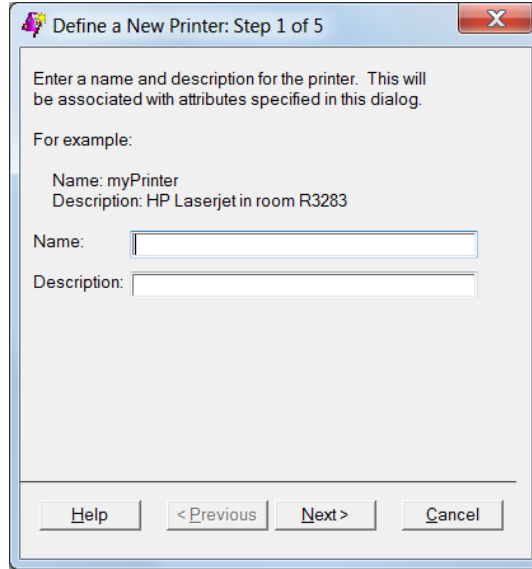 Define a New Printer: Step 1 of 5
Enter a name and description for the printer.  This will
be associated with attributes specified in this dialog.
For example:
Name: myPrinter
Description: HP Laserjet in room R3283
Name:
Description:
Help
< Previous
Next >
Cancel